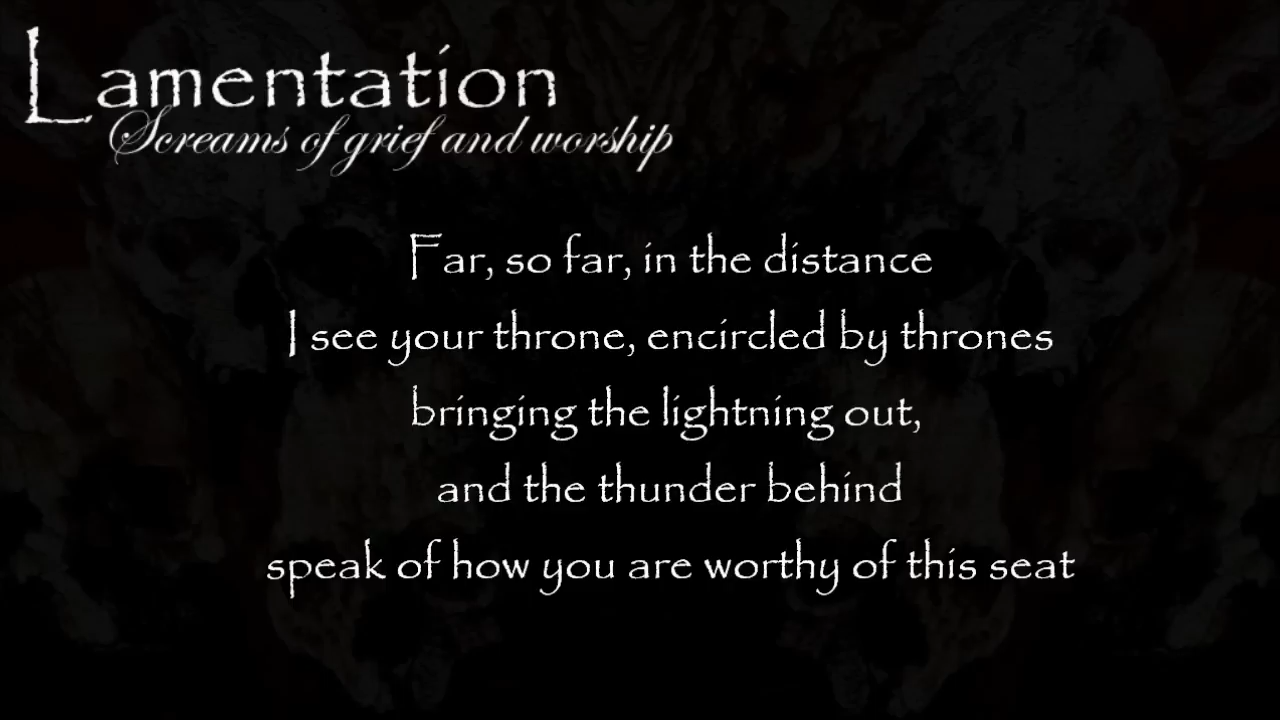 Lamentation
Screams of grief and worship
Far, so far, in the distance
I see your throne, encircled by thrones
bringing the lightning out,
and the thunder behind
speak of how you are worthy of this seat